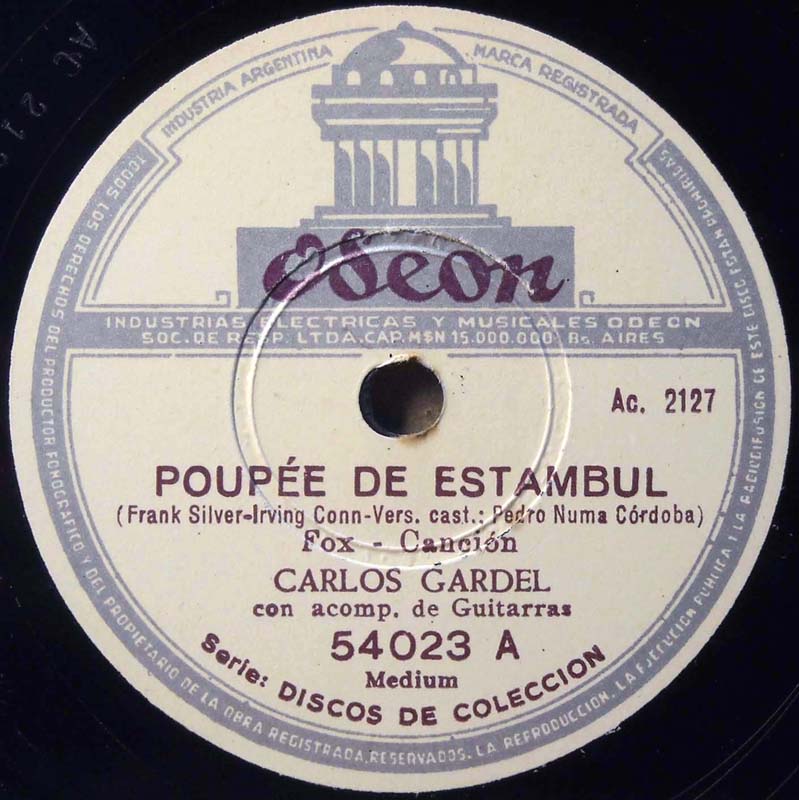 INDUSTRIA ARGENTINA
MARCA REGISTRADA
Odeon
INDUSTRIAS ELECTRICAS Y MUSICALES ODEON
SOC. DE RESP. LTDA. CAP. M$N 15.000.000 Bs. AIRES
Ac. 2127
POUPÉE DE ESTAMBUL
(Frank Silver-Irving Conn-Vers. cast.: Pedro Numa Córdoba)
Fox - Canción
CARLOS GARDEL
con acomp. de Guitarras
54023 A
Medium
Serie: DISCOS DE COLECCION
TODOS LOS DERECHOS DEL PRODUCTOR FONOGRAFICO Y DEL PROPIETARIO DE LA OBRA REGISTRADA, RESERVADOS. LA REPRODUCCION, LA EJECUCION PUBLICA Y LA RADIODIFUSION DE ESTE DISCO ESTAN PROHIBIDAS